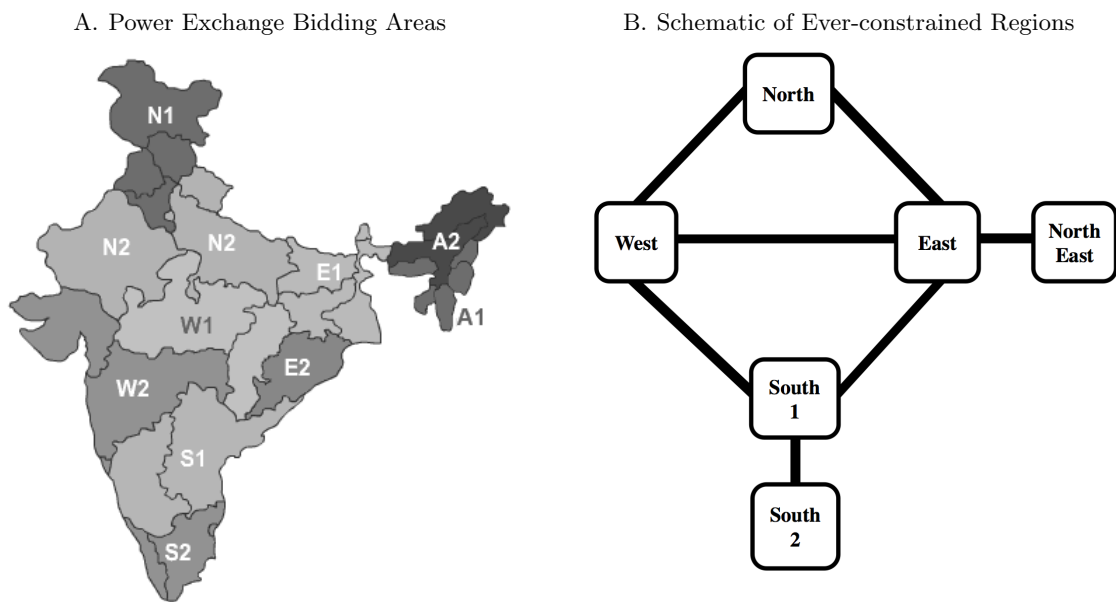 A. Power Exchange Bidding Areas
N1
N2
N2
E1
A2
A1
W1
E2
W2
S1
S2
B. Schematic of Ever-constrained Regions
North
West
East
North
East
South
1
South
2